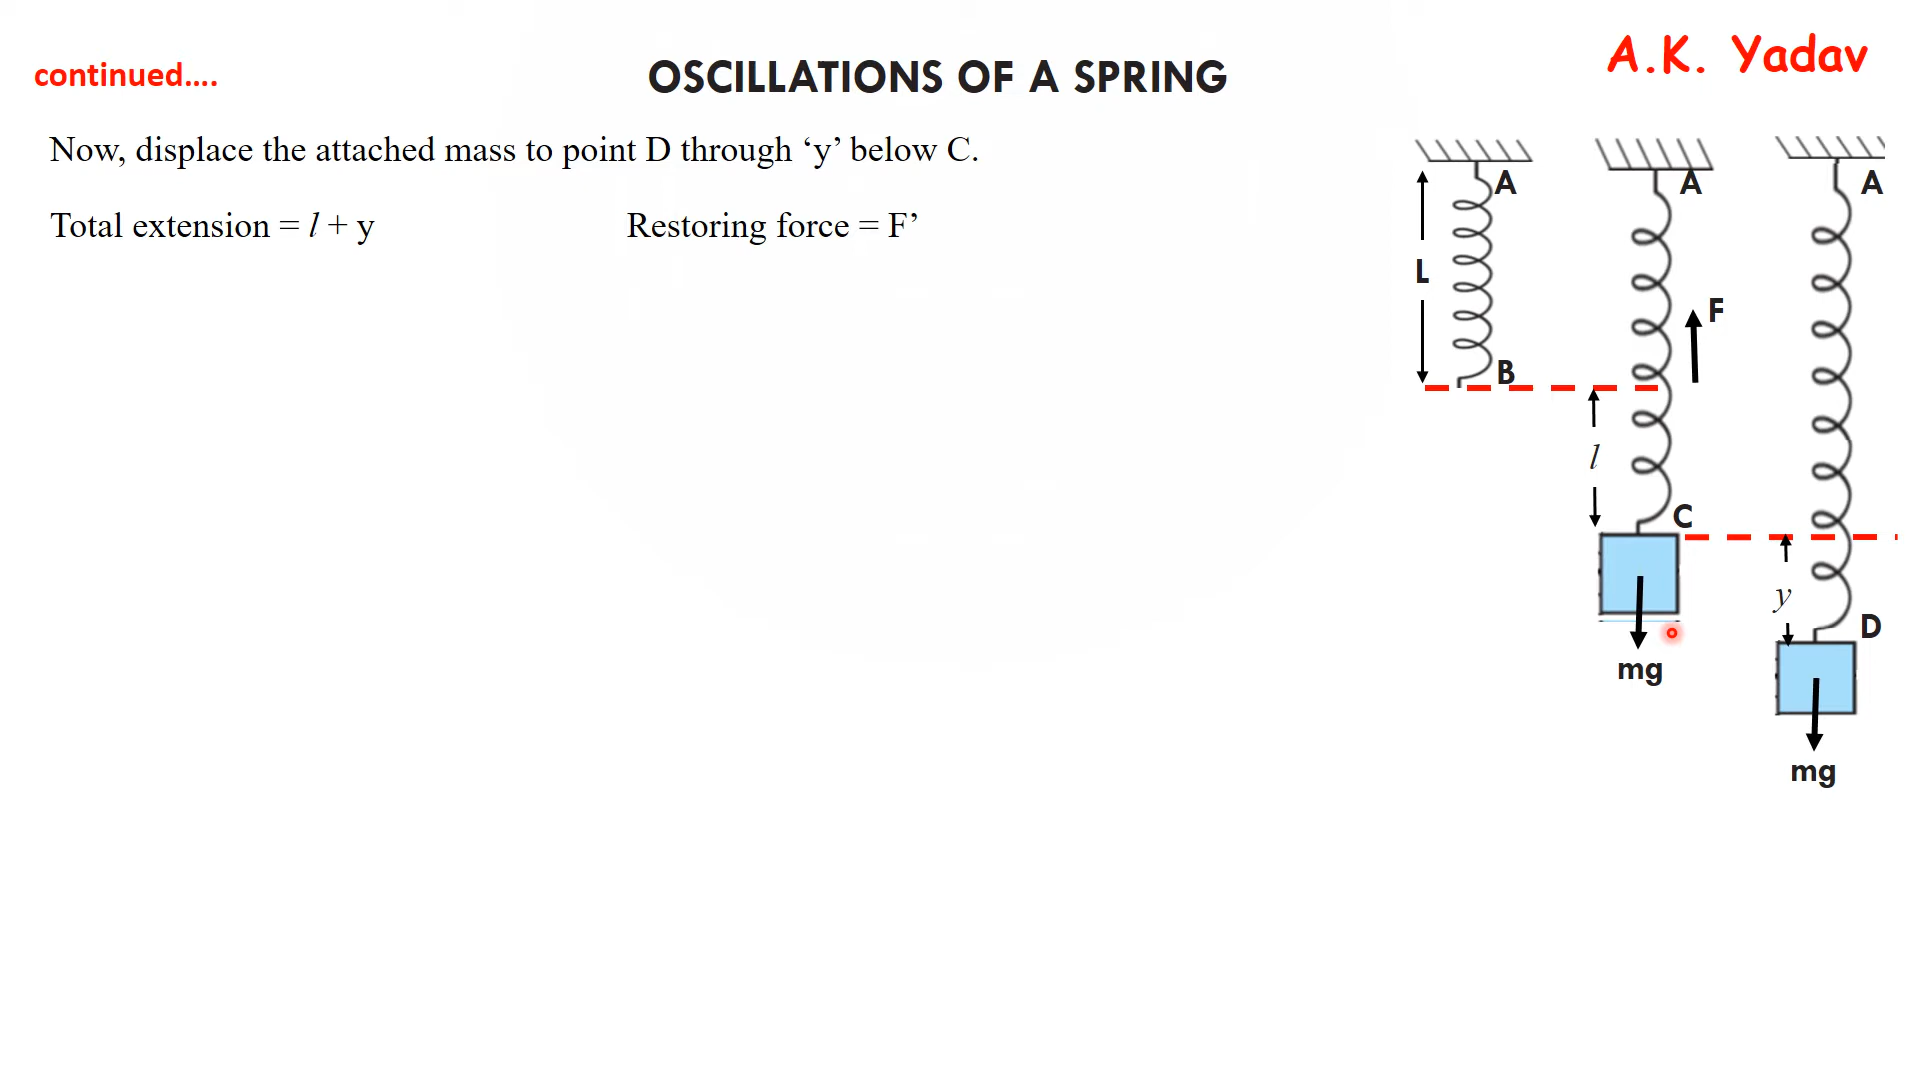 continued....
OSCILLATIONS OF A SPRING
A.K. Yadav
Now, displace the attached mass to point D through ‘y’ below C.
Total extension = l + y
Restoring force = F’
A
A
A
L
F
B
l
C
y
D
mg
mg